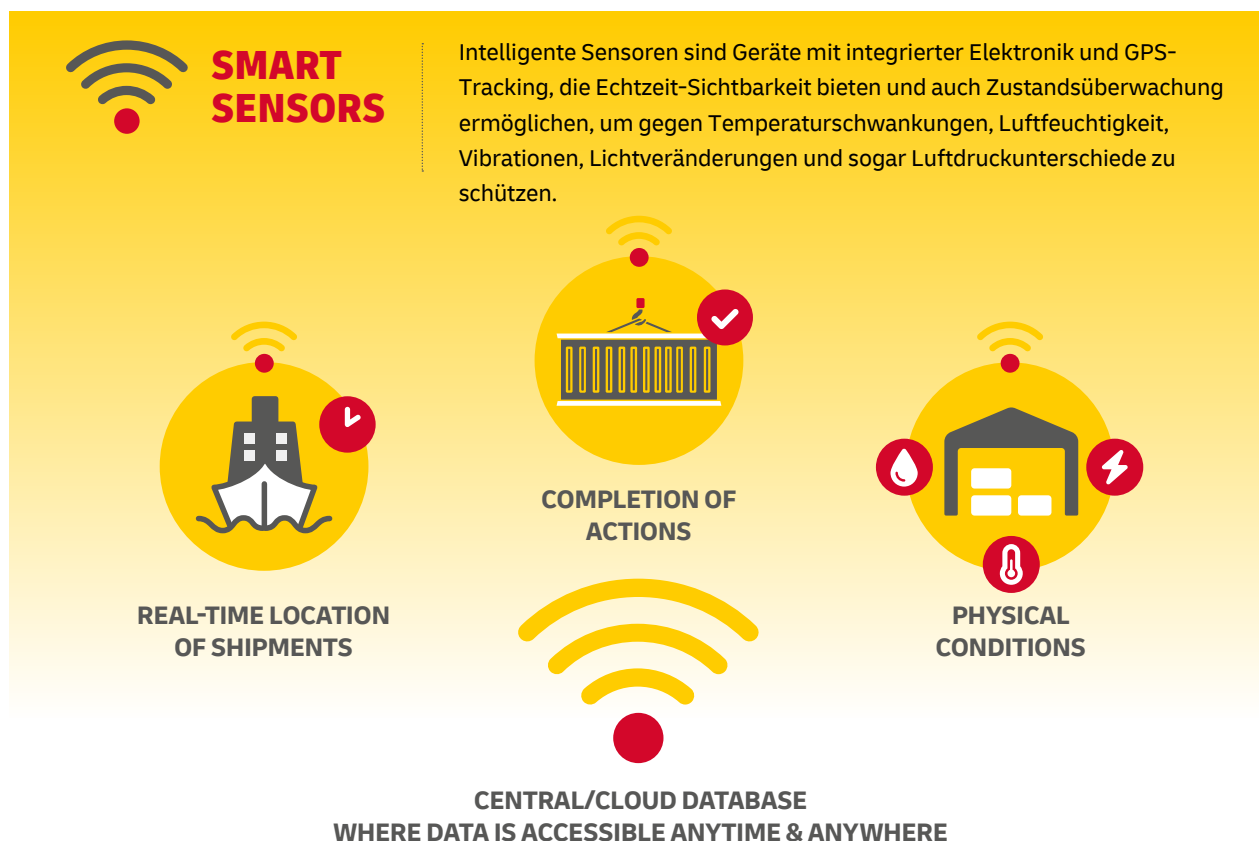 SMART
SENSORS
Intelligente Sensoren sind Geräte mit integrierter Elektronik und GPS-
Tracking, die Echtzeit-Sichtbarkeit bieten und auch Zustandsüberwachung
ermöglichen, um gegen Temperaturschwankungen, Luftfeuchtigkeit,
Vibrationen, Lichtveränderungen und sogar Luftdruckunterschiede zu
schützen.
COMPLETION OF
ACTIONS
REAL-TIME LOCATION
OF SHIPMENTS
PHYSICAL
CONDITIONS
CENTRAL/CLOUD DATABASE
WHERE DATA IS ACCESSIBLE ANYTIME & ANYWHERE